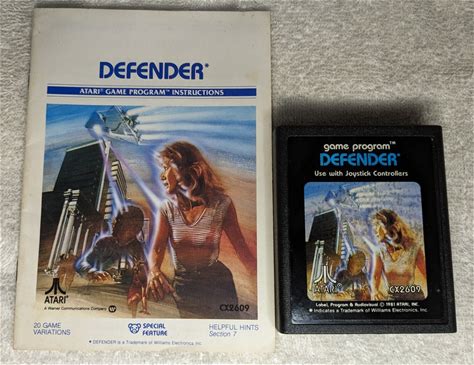 DEFENDER*
ATARI® GAME PROGRAM™ INSTRUCTIONS
ATARI®
A Warner Communications Company
CX2609
20 GAME
VARIATIONS
SPECIAL
FEATURE
HELPFUL HINTS
Section 7
* DEFENDER is a Trademark of Williams Electronics, Inc.
game program™
DEFENDER*
Use with Joystick Controllers
ATARI®
CX2609
Label, Program & Audiovisual © 1981 ATARI, INC.
*Indicates a Trademark of Williams Electronics, Inc.